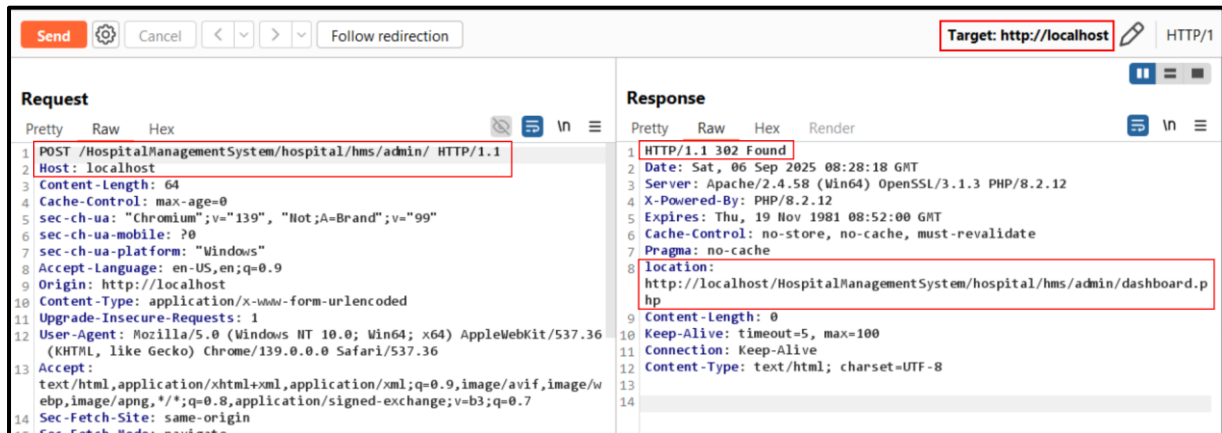 Send Cancel < > Follow redirection Target: http://localhost HTTP/1
Request
Pretty Raw Hex \n
1 POST /HospitalManagementSystem/hospital/hms/admin/ HTTP/1.1
2 Host: localhost
3 Content-Length: 64
4 Cache-Control: max-age=0
5 sec-ch-ua: "Chromium";v="139", "Not;A=Brand";v="99"
6 sec-ch-ua-mobile: ?0
7 sec-ch-ua-platform: "Windows"
8 Accept-Language: en-US,en;q=0.9
9 Origin: http://localhost
10 Content-Type: application/x-www-form-urlencoded
11 Upgrade-Insecure-Requests: 1
12 User-Agent: Mozilla/5.0 (Windows NT 10.0; Win64; x64) AppleWebKit/537.36
(KHTML, like Gecko) Chrome/139.0.0.0 Safari/537.36
13 Accept:
text/html,application/xhtml+xml,application/xml;q=0.9,image/avif,image/w
ebp,image/apng,*/*;q=0.8,application/signed-exchange;v=b3;q=0.7
14 Sec-Fetch-Site: same-origin
Response
Pretty Raw Hex Render \n
1 HTTP/1.1 302 Found
2 Date: Sat, 06 Sep 2025 08:28:18 GMT
3 Server: Apache/2.4.58 (Win64) OpenSSL/3.1.3 PHP/8.2.12
4 X-Powered-By: PHP/8.2.12
5 Expires: Thu, 19 Nov 1981 08:52:00 GMT
6 Cache-Control: no-store, no-cache, must-revalidate
7 Pragma: no-cache
8 location:
http://localhost/HospitalManagementSystem/hospital/hms/admin/dashboard.p
hp
9 Content-Length: 0
10 Keep-Alive: timeout=5, max=100
11 Connection: Keep-Alive
12 Content-Type: text/html; charset=UTF-8
13
14